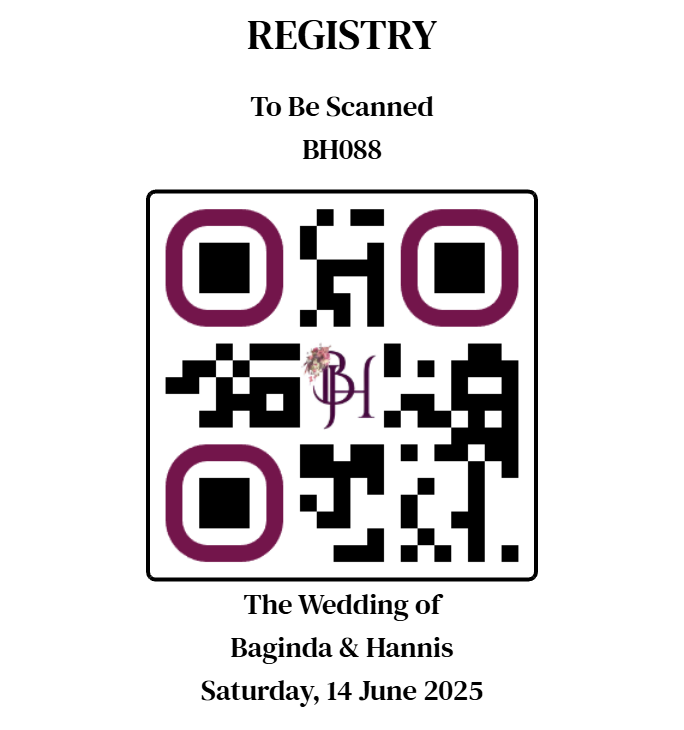 REGISTRY
To Be Scanned
BH088
BH
The Wedding of
Baginda & Hannis
Saturday, 14 June 2025